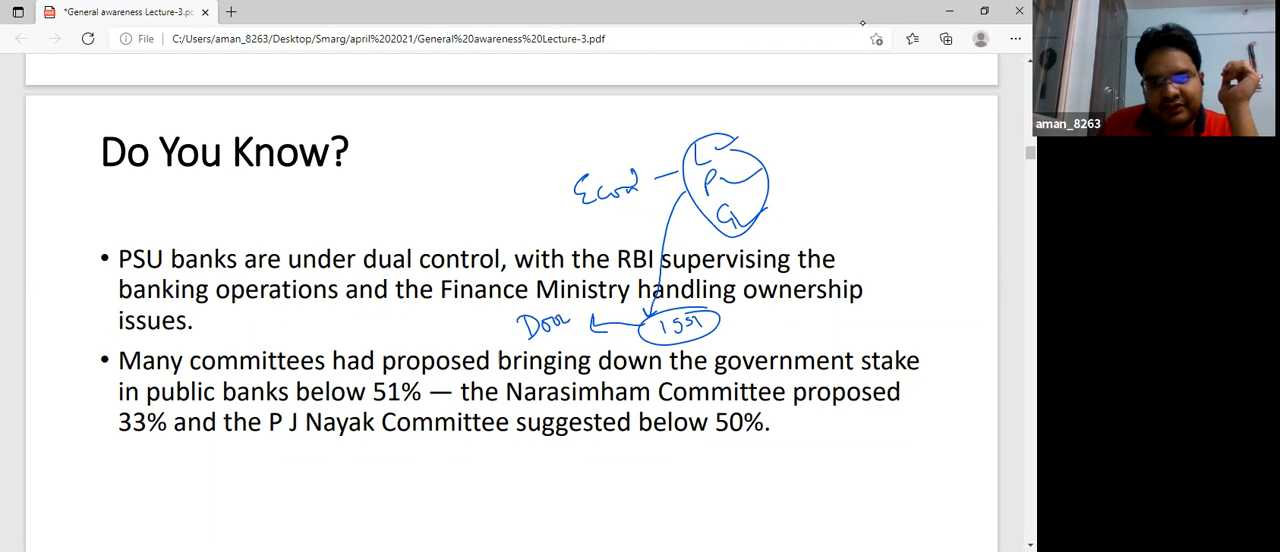 *General awareness Lecture-3.pc
File
C:/Users/aman_8263/Desktop/Smarg/april%202021/General%20awareness%20Lecture-3.pdf
aman_8263
Do You Know?
L
P
G
• PSU banks are under dual control, with the RBI supervising the
banking operations and the Finance Ministry handling ownership
issues.
• Many committees had proposed bringing down the government stake
in public banks below 51% — the Narasimham Committee proposed
33% and the P J Nayak Committee suggested below 50%.